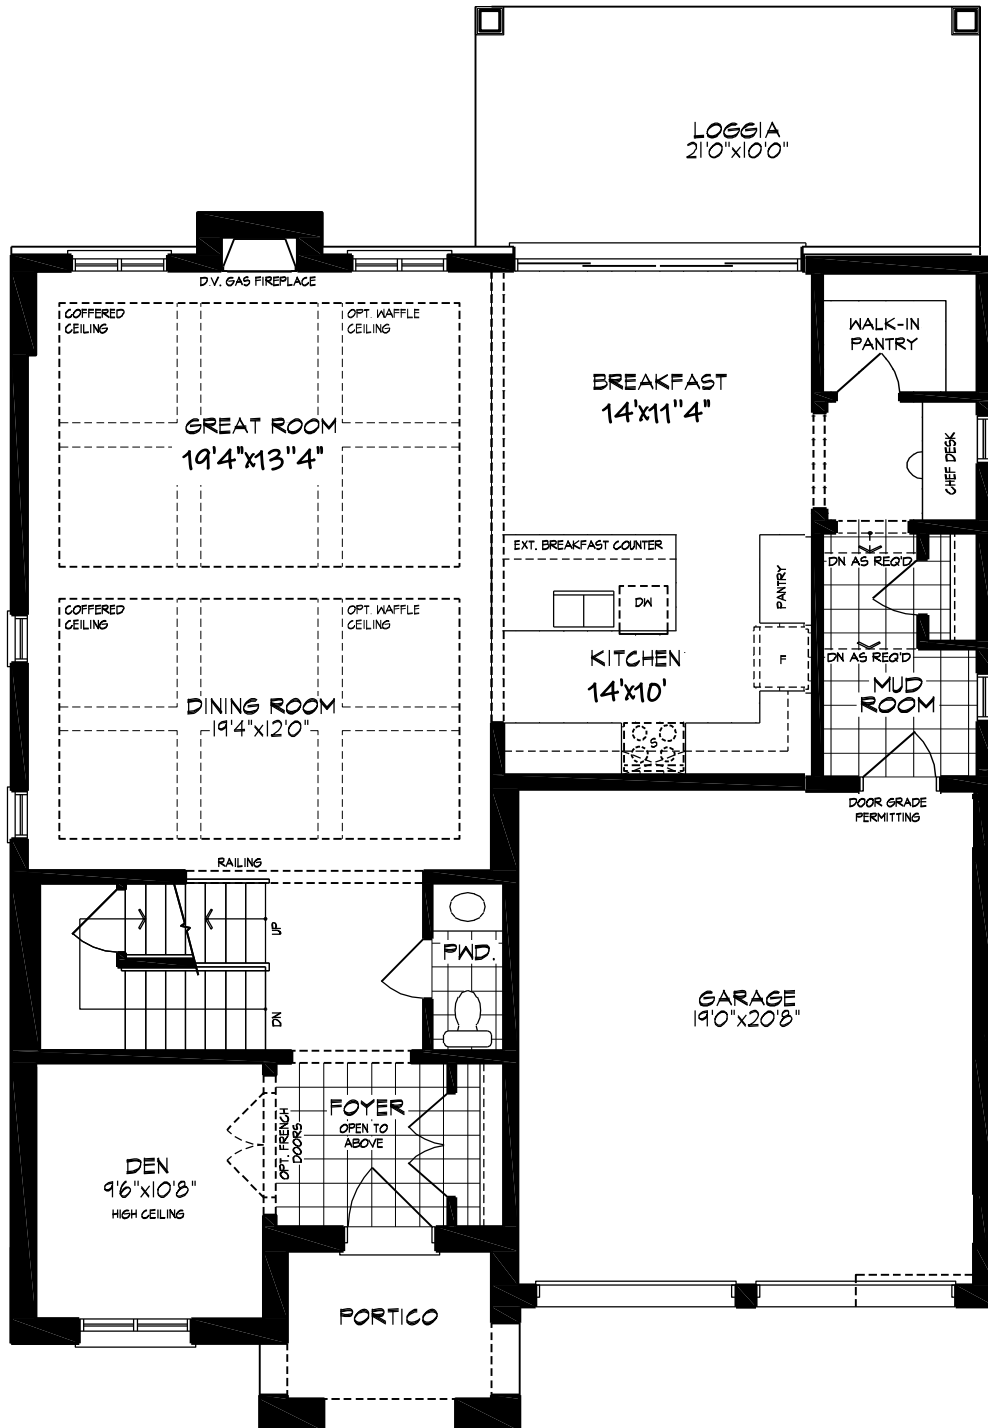 LOGGIA
21'0"x10'0"
D.V. GAS FIREPLACE
COFFERED
CEILING
OPT. WAFFLE
CEILING
GREAT ROOM
19'4"x13"4"
BREAKFAST
14'x11"4"
WALK-IN
PANTRY
CHEF DESK
EXT. BREAKFAST COUNTER
DW
PANTRY
F
KITCHEN
14'x10'
S
DN AS REQ'D
DN AS REQ'D
MUD
ROOM
DOOR GRADE
PERMITTING
COFFERED
CEILING
OPT. WAFFLE
CEILING
DINING ROOM
19'4"x12'0"
RAILING
UP
DN
PWD.
GARAGE
19'0"x20'8"
FOYER
OPEN TO
ABOVE
OPT. FRENCH
DOORS
DEN
9'6"x10'8"
HIGH CEILING
PORTICO